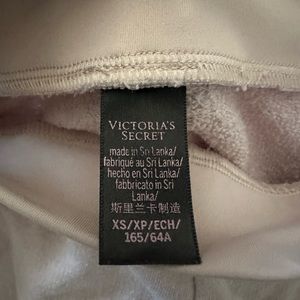 VICTORIA'S
SECRET
made in Sri Lanka/
fabriqué au Sri Lanka/
hecho en Sri Lanka/
fabbricato in Sri
Lanka/
斯里兰卡制造
XS/XP/ECH/
165/64A